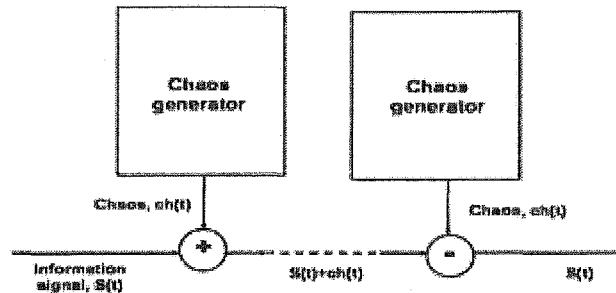 Chaos
generator
Chaos
generator
Chaos, ch(t)
Chaos, ch(t)
+
-
Information
signal, S(t)
S(t)+ch(t)
S(t)